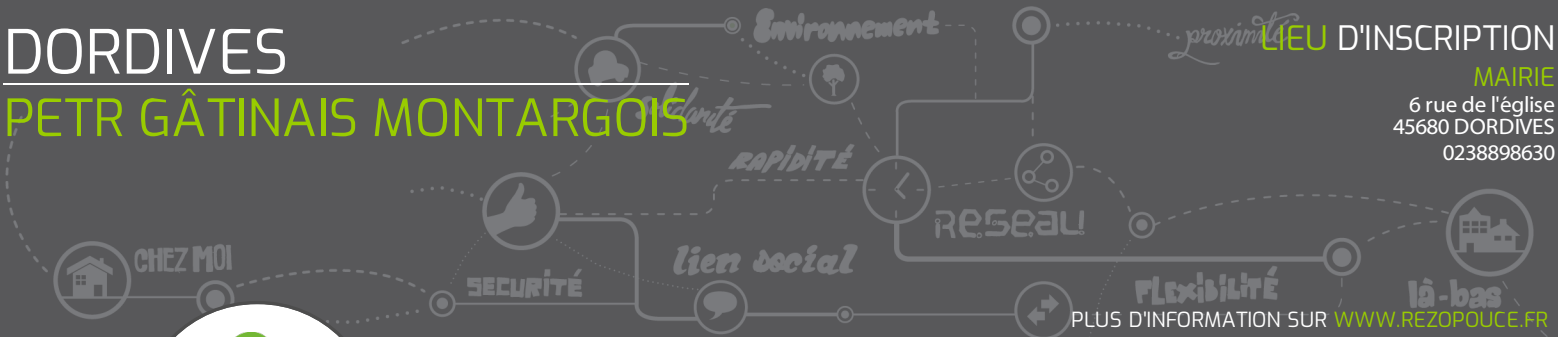 DORDIVES
PETR GÂTINAIS MONTARGOIS
LIEU D'INSCRIPTION
MAIRIE
6 rue de l'église
45680 DORDIVES
0238898630
Environnement
proximité
solidarité
RAPIDITÉ
RESEAU
CHEZ MOI
SECURITÉ
lien social
FLEXIBILITÉ
là-bas
PLUS D'INFORMATION SUR WWW.REZOPOUCE.FR